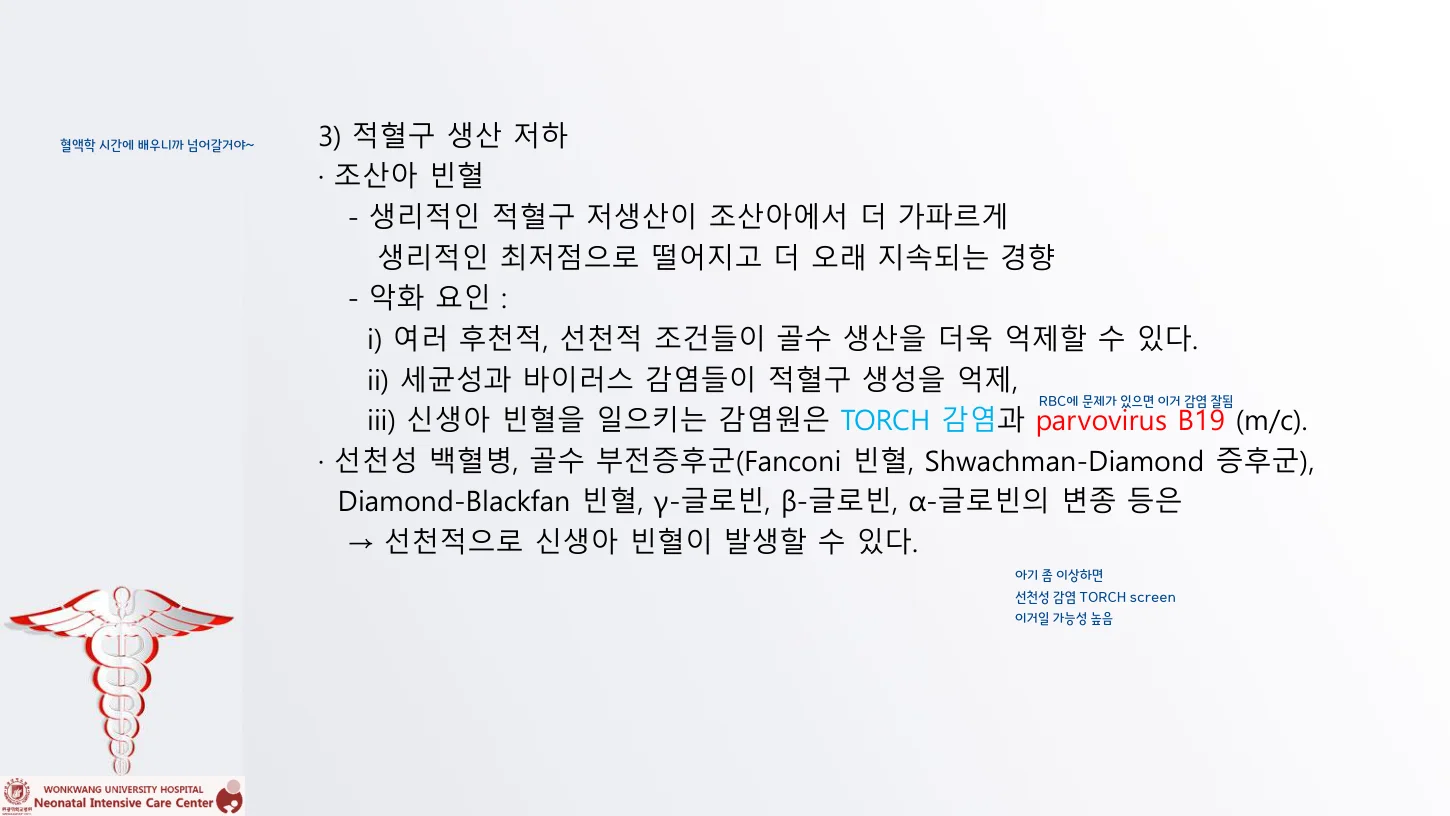 혈액학 시간에 배우니까 넘어갈거야~
3) 적혈구 생산 저하
· 조산아 빈혈
- 생리적인 적혈구 저생산이 조산아에서 더 가파르게
생리적인 최저점으로 떨어지고 더 오래 지속되는 경향
- 악화 요인 :
i) 여러 후천적, 선천적 조건들이 골수 생산을 더욱 억제할 수 있다.
ii) 세균성과 바이러스 감염들이 적혈구 생성을 억제,
RBC에 문제가 있으면 이거 감염 잘됨
iii) 신생아 빈혈을 일으키는 감염원은 TORCH 감염과 parvovirus B19 (m/c).
· 선천성 백혈병, 골수 부전증후군(Fanconi 빈혈, Shwachman-Diamond 증후군),
Diamond-Blackfan 빈혈, γ-글로빈, β-글로빈, α-글로빈의 변종 등은
→ 선천적으로 신생아 빈혈이 발생할 수 있다.
아기 좀 이상하면
선천성 감염 TORCH screen
이거일 가능성 높음
WONKWANG UNIVERSITY HOSPITAL
Neonatal Intensive Care Center